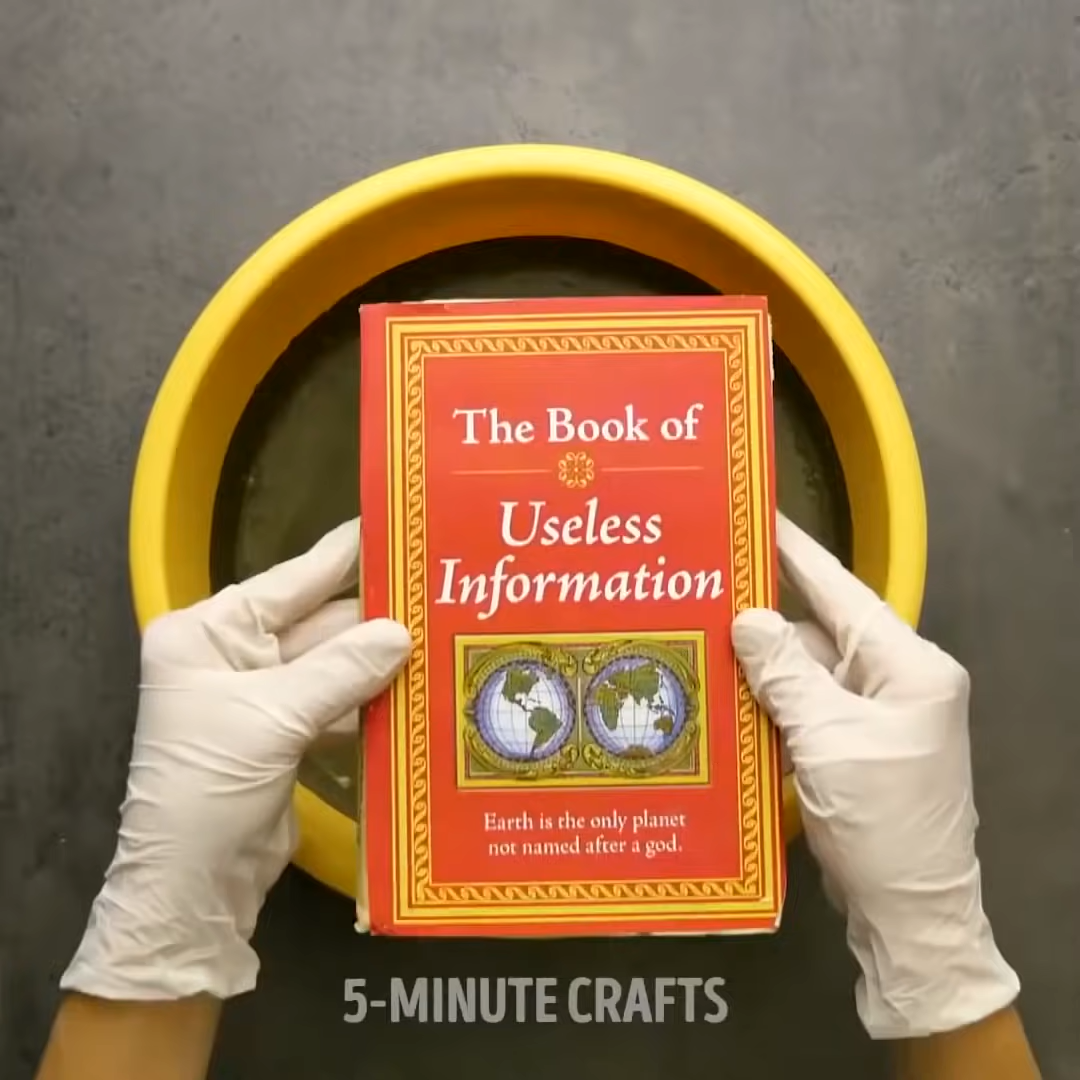 The Book of
Useless
Information
Earth is the only planet
not named after a god.
5-MINUTE CRAFTS